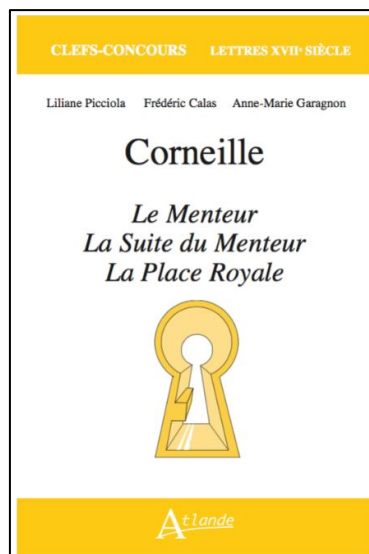 CLEFS-CONCOURS LETTRES XVIIe SIÈCLE
Liliane Picciola Frédéric Calas Anne-Marie Garagnon
Corneille
Le Menteur
La Suite du Menteur
La Place Royale
Atlande